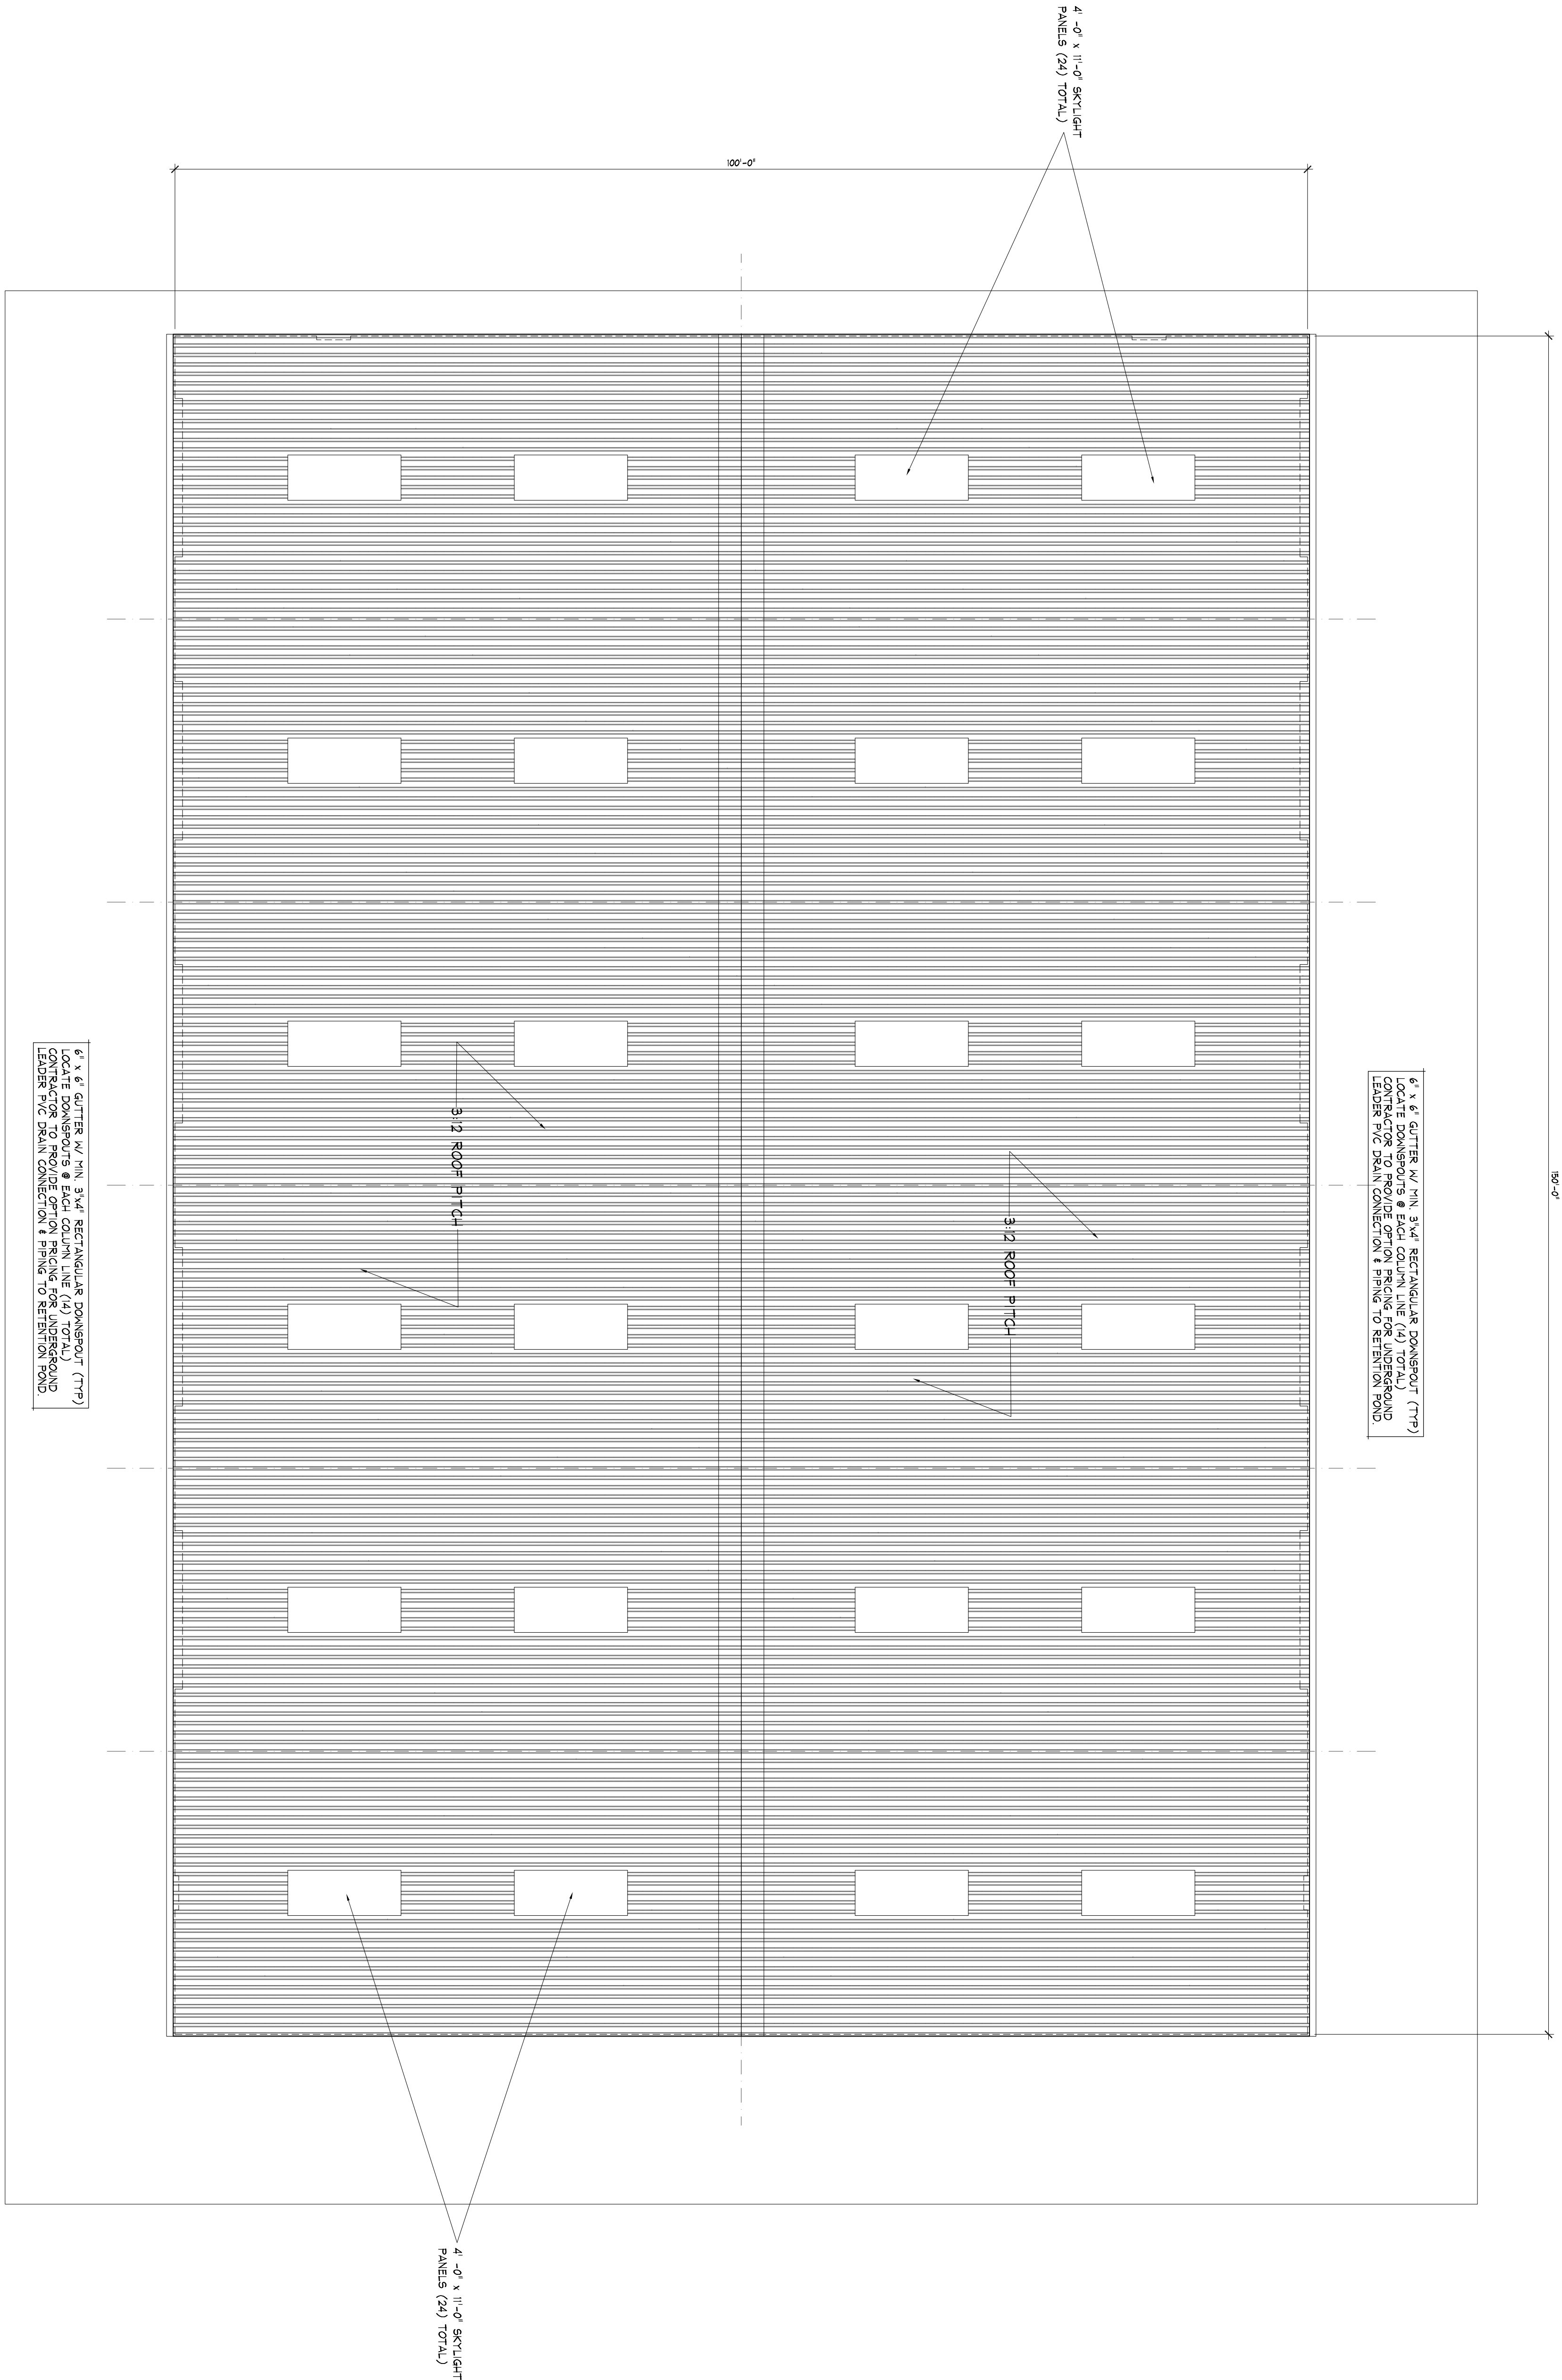 4' -0" x 11'-0" SKYLIGHT
PANELS (24) TOTAL)
100'-0"
150'-0"
6" x 6" GUTTER W/ MIN. 3"x4" RECTANGULAR DOWNSPOUT (TYP)
LOCATE DOWNSPOUTS @ EACH COLUMN LINE (14) TOTAL)
CONTRACTOR TO PROVIDE OPTION PRICING FOR UNDERGROUND
LEADER PVC DRAIN CONNECTION & PIPING TO RETENTION POND.
3:12 ROOF PITCH
3:12 ROOF PITCH
6" x 6" GUTTER W/ MIN. 3"x4" RECTANGULAR DOWNSPOUT (TYP)
LOCATE DOWNSPOUTS @ EACH COLUMN LINE (14) TOTAL)
CONTRACTOR TO PROVIDE OPTION PRICING FOR UNDERGROUND
LEADER PVC DRAIN CONNECTION & PIPING TO RETENTION POND.
4' -0" x 11'-0" SKYLIGHT
PANELS (24) TOTAL)